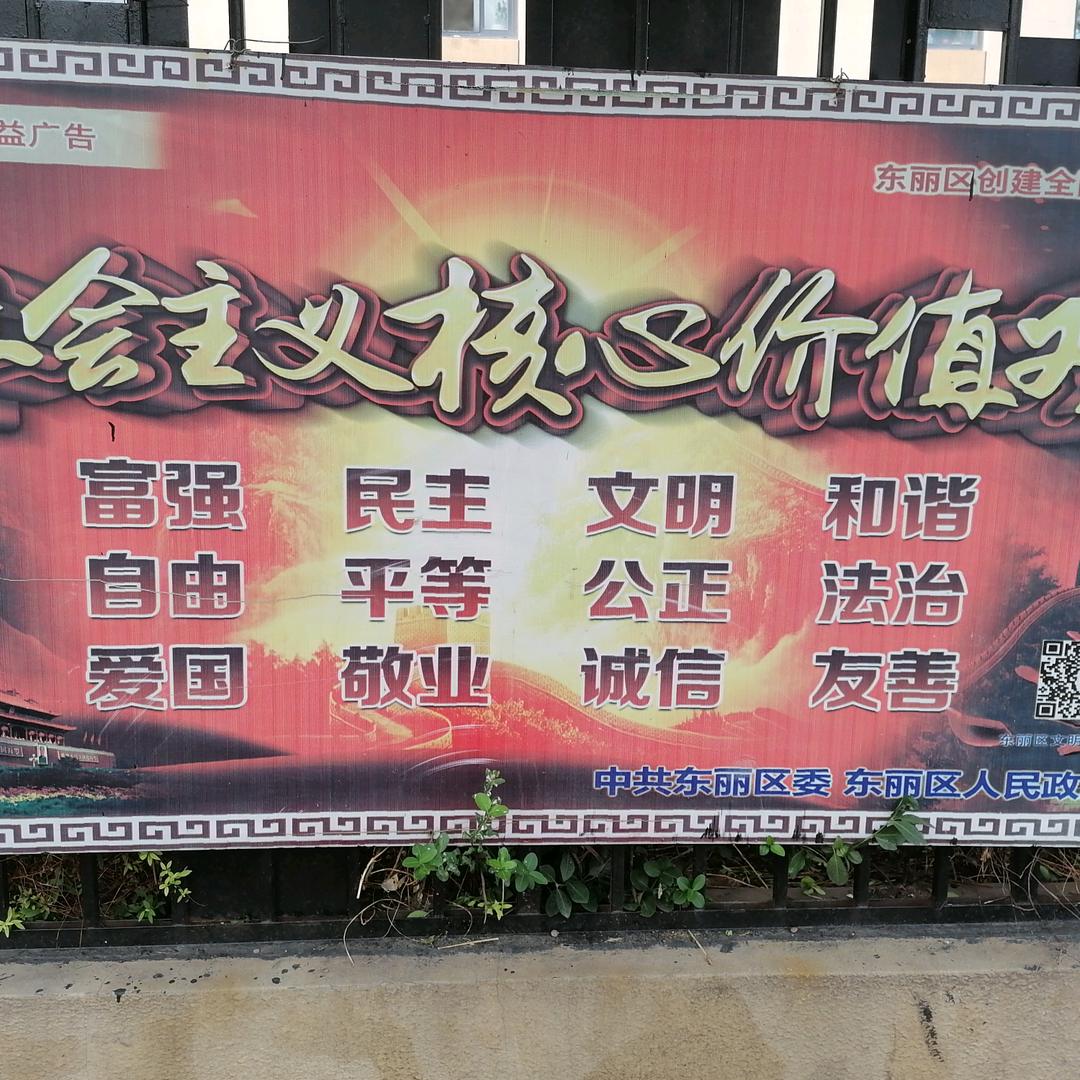 益广告
东丽区创建全
会主义核心价值观
富强 民主 文明 和谐
自由 平等 公正 法治
爱国 敬业 诚信 友善
东丽区文明
中共东丽区委 东丽区人民政